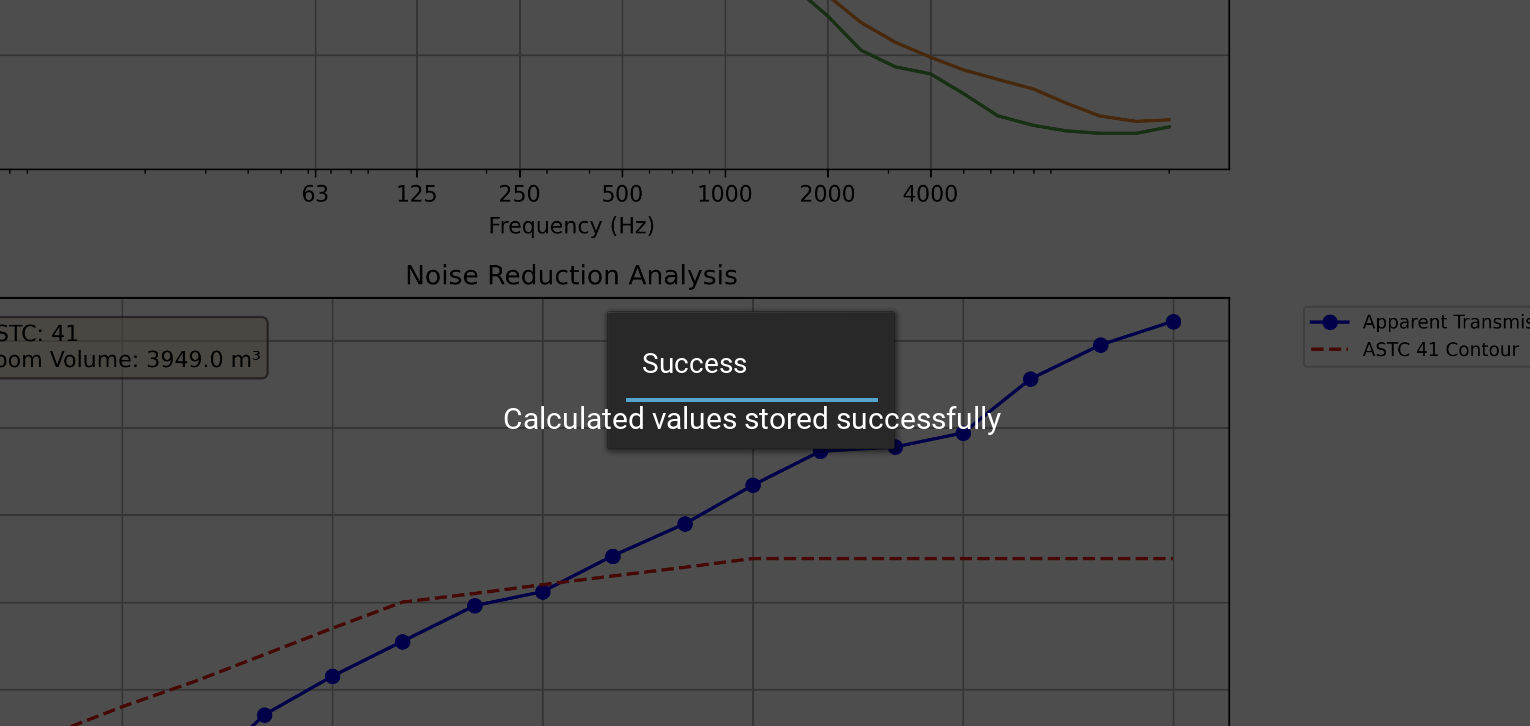 63 125 250 500 1000 2000 4000
Frequency (Hz)
Noise Reduction Analysis
STC: 41
oom Volume: 3949.0 m³
Apparent Transmis
ASTC 41 Contour
Success
Calculated values stored successfully